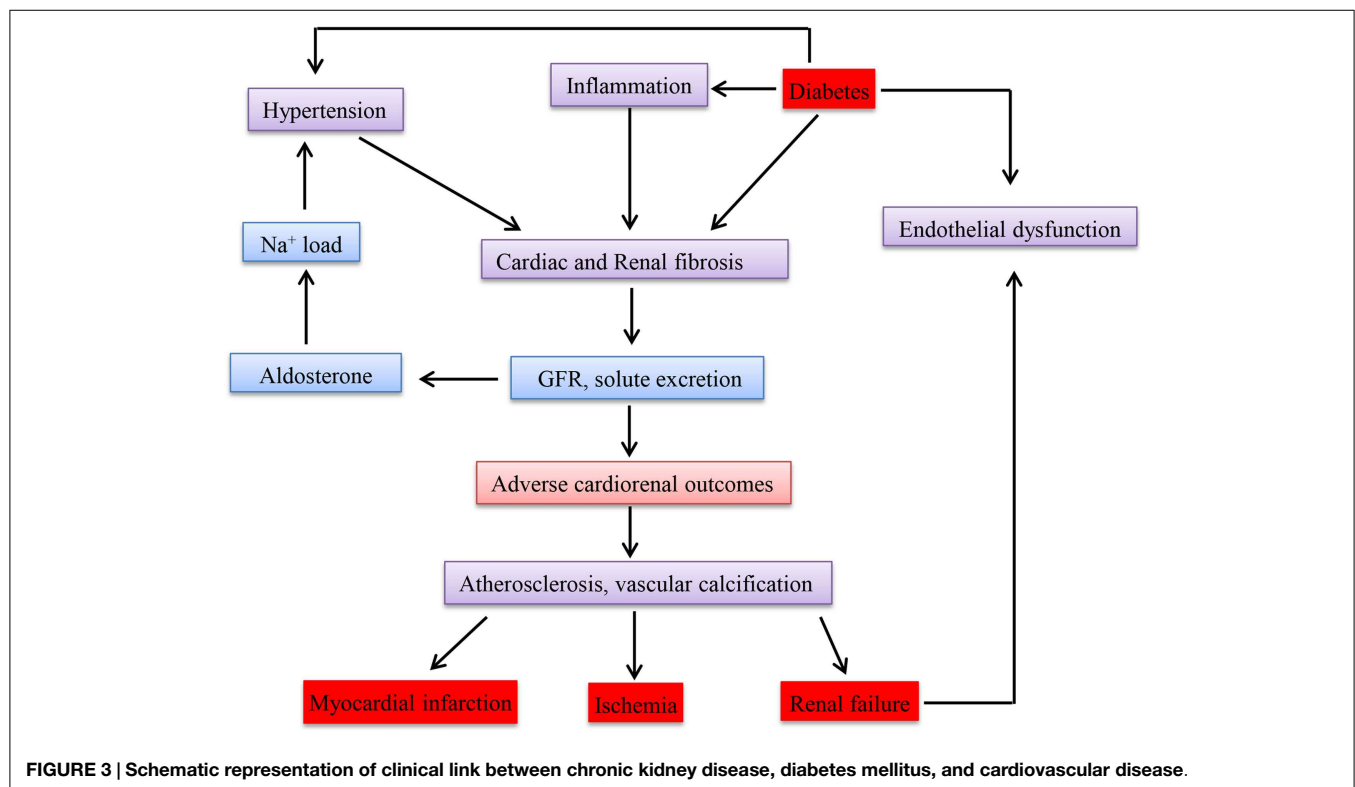 Inflammation
Diabetes
Hypertension
Na⁺ load
Endothelial dysfunction
Cardiac and Renal fibrosis
Aldosterone
GFR, solute excretion
Adverse cardiorenal outcomes
Atherosclerosis, vascular calcification
Myocardial infarction
Ischemia
Renal failure
FIGURE 3 | Schematic representation of clinical link between chronic kidney disease, diabetes mellitus, and cardiovascular disease.